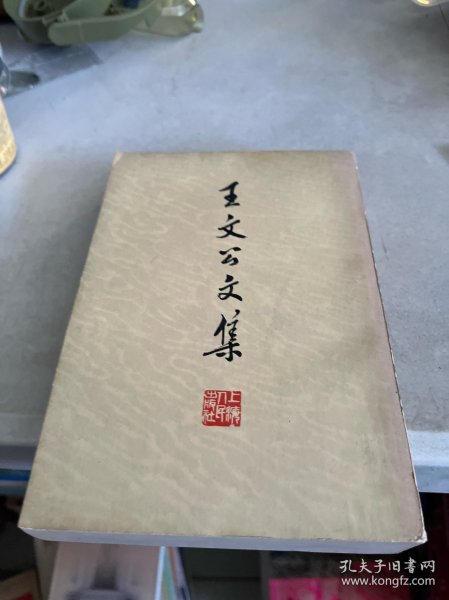 王文公文集
上海
人民
出版社
孔夫子旧书网
www.kongfz.com